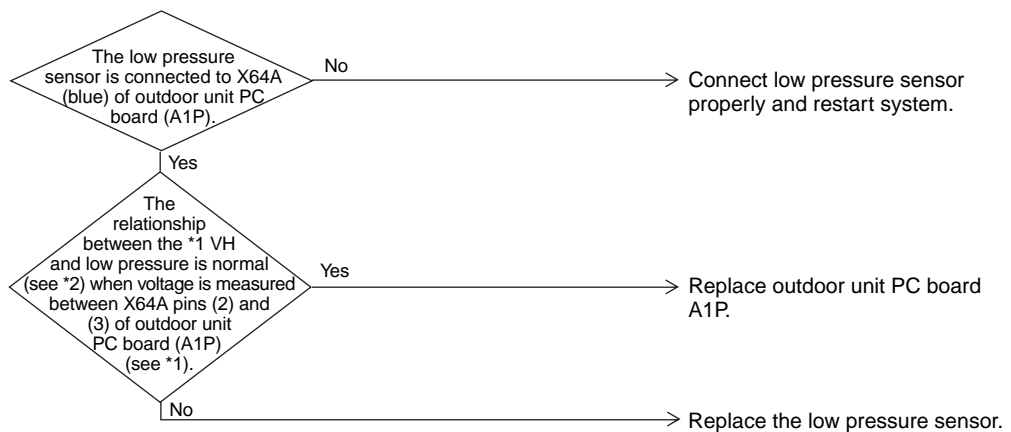 The low pressure
sensor is connected to X64A
(blue) of outdoor unit PC
board (A1P).
No
Connect low pressure sensor
properly and restart system.
Yes
The
relationship
between the *1 VH
and low pressure is normal
(see *2) when voltage is measured
between X64A pins (2) and
(3) of outdoor unit
PC board (A1P)
(see *1).
Yes
Replace outdoor unit PC board
A1P.
No
Replace the low pressure sensor.